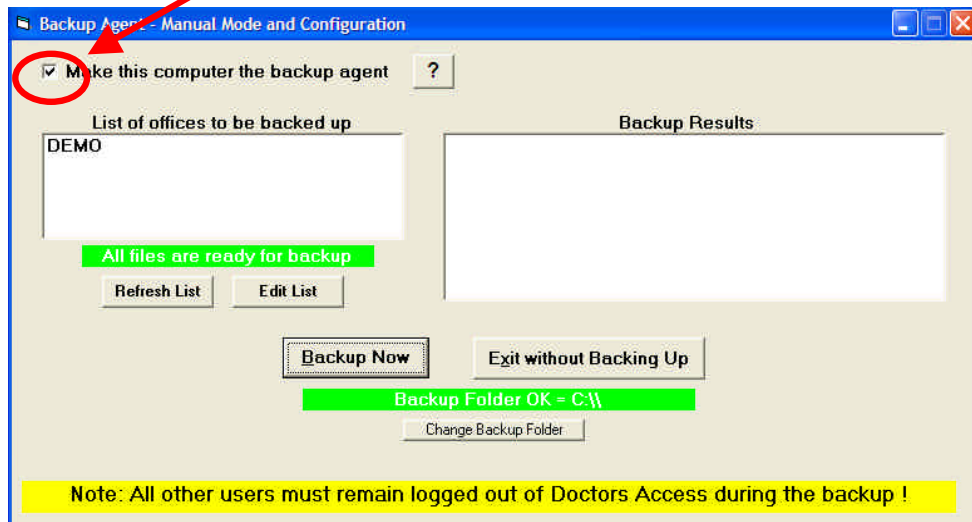 Backup Agent - Manual Mode and Configuration
Make this computer the backup agent
?
List of offices to be backed up
Backup Results
DEMO
All files are ready for backup
Refresh List
Edit List
Backup Now
Exit without Backing Up
Backup Folder OK = C:\\
Change Backup Folder
Note: All other users must remain logged out of Doctors Access during the backup !